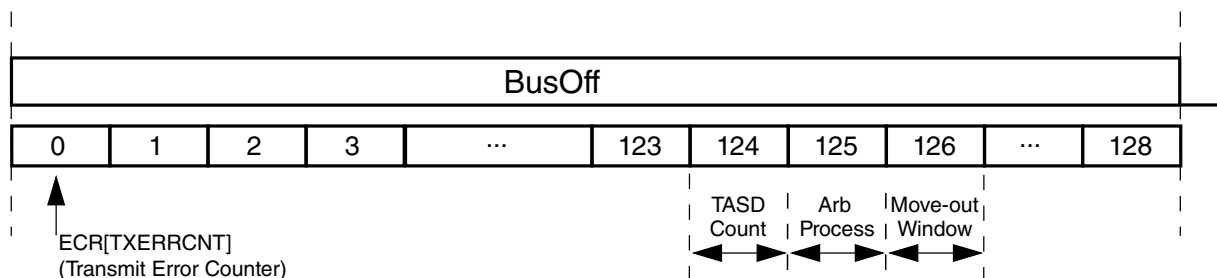 BusOff
0 1 2 3 ... 123 124 125 126 ... 128
TASD Arb Move-out
Count Process Window
ECR[TXERRCNT]
(Transmit Error Counter)